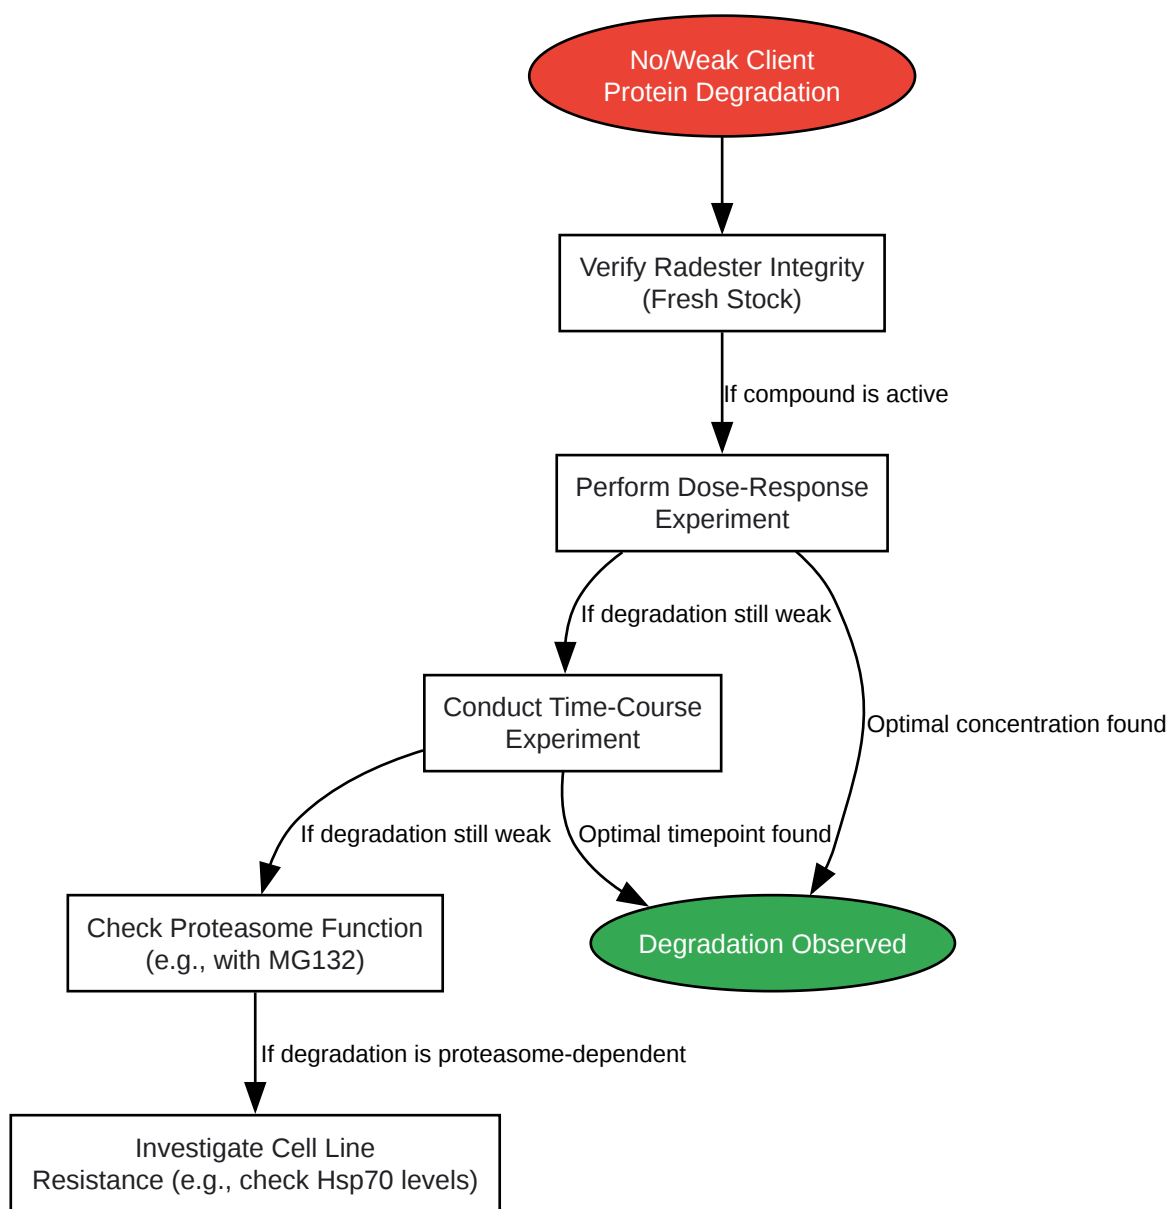 No/Weak Client
Protein Degradation
Verify Radester Integrity
(Fresh Stock)
If compound is active
Perform Dose-Response
Experiment
If degradation still weak
Conduct Time-Course
Experiment
Optimal concentration found
If degradation still weak
Optimal timepoint found
Check Proteasome Function
(e.g., with MG132)
Degradation Observed
If degradation is proteasome-dependent
Investigate Cell Line
Resistance (e.g., check Hsp70 levels)